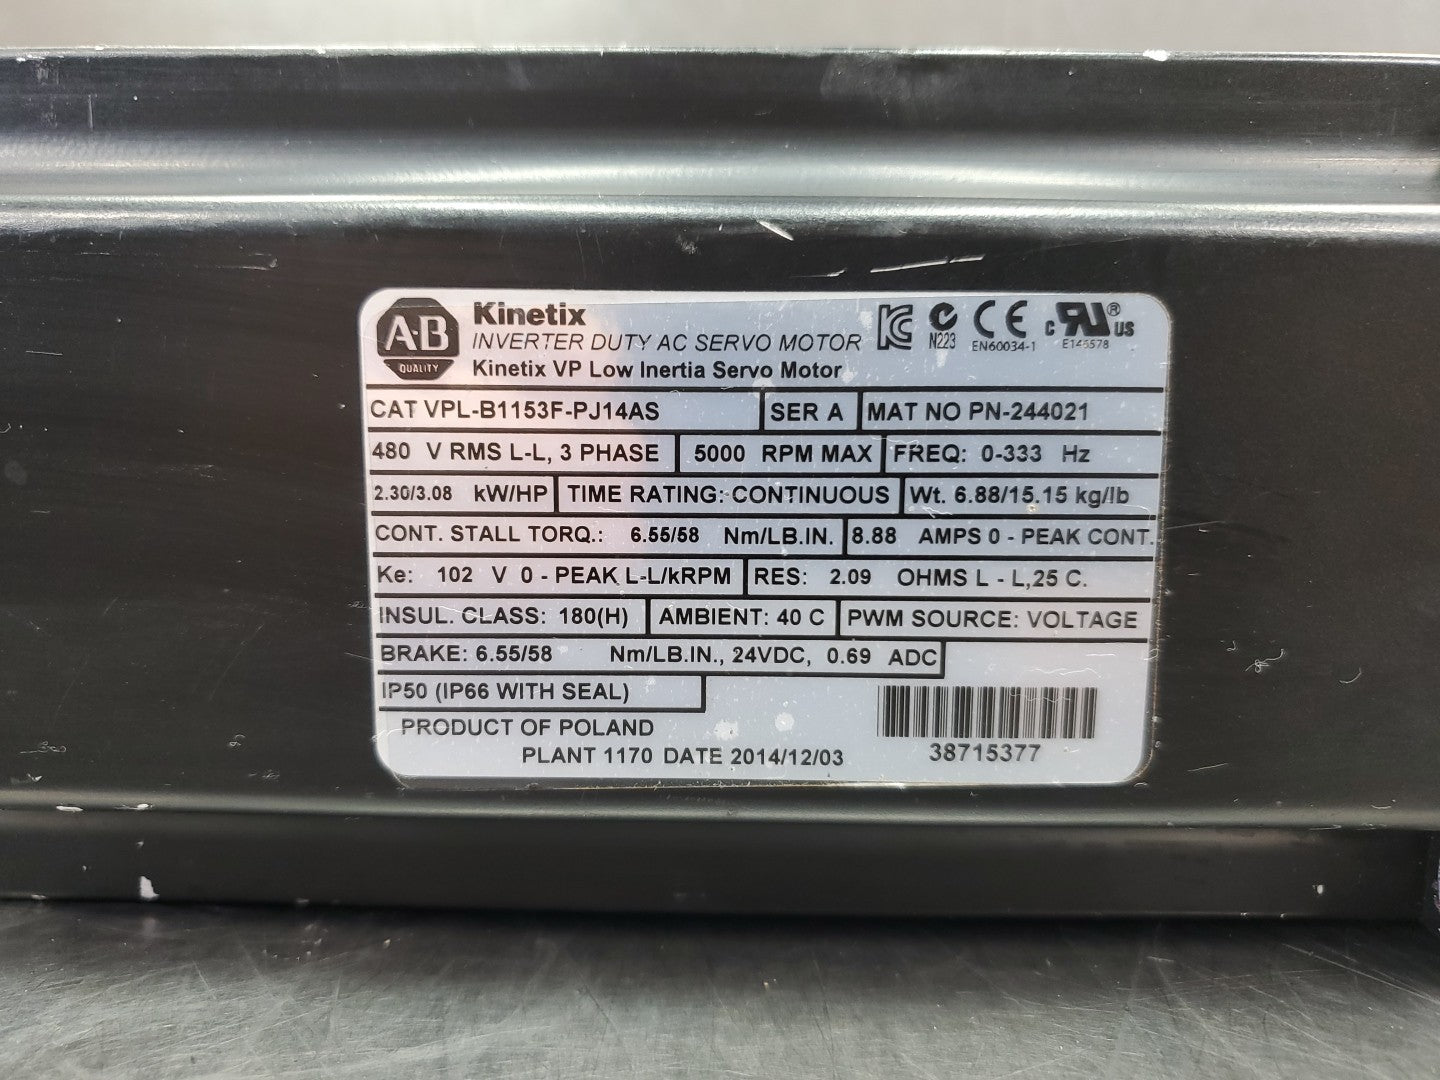 A-B QUALITY
Kinetix
INVERTER DUTY AC SERVO MOTOR
Kinetix VP Low Inertia Servo Motor
KC N223 CE EN60034-1 c UR ® US E145578
CAT VPL-B1153F-PJ14AS SER A MAT NO PN-244021
480 V RMS L-L, 3 PHASE 5000 RPM MAX FREQ: 0-333 Hz
2.30/3.08 kW/HP TIME RATING: CONTINUOUS Wt. 6.88/15.15 kg/lb
CONT. STALL TORQ.: 6.55/58 Nm/LB.IN. 8.88 AMPS 0 - PEAK CONT.
Ke: 102 V 0 - PEAK L-L/kRPM RES: 2.09 OHMS L - L,25 C.
INSUL. CLASS: 180(H) AMBIENT: 40 C PWM SOURCE: VOLTAGE
BRAKE: 6.55/58 Nm/LB.IN., 24VDC, 0.69 ADC
IP50 (IP66 WITH SEAL)
PRODUCT OF POLAND
PLANT 1170 DATE 2014/12/03
38715377